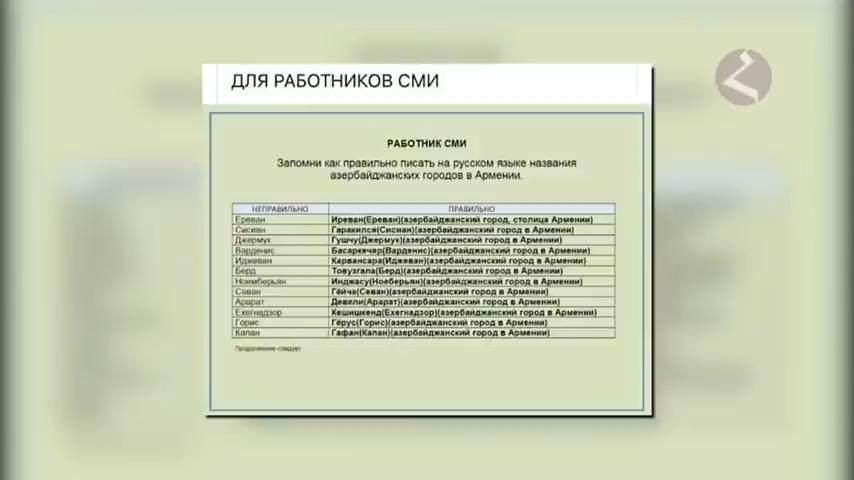 ДЛЯ РАБОТНИКОВ СМИ
РАБОТНИК СМИ
Запомни как правильно писать на русском языке названия
азербайджанских городов в Армении.
НЕПРАВИЛЬНО ПРАВИЛЬНО
Ереван Иреван(Ереван)(азербайджанский город, столица Армении)
Сисиан Гаракился(Сисиан)(азербайджанский город в Армении)
Джермук Гушчу(Джермук)(азербайджанский город в Армении)
Варденис Басаркечяр(Варденис)(азербайджанский город в Армении)
Иджеван Карвансара(Иджеван)(азербайджанский город в Армении)
Берд Товузгала(Берд)(азербайджанский город в Армении)
Ноемберьян Инджасу(Ноеберьян)(азербайджанский город в Армении)
Севан Гёйча(Севан)(азербайджанский город в Армении)
Арарат Девели(Арарат)(азербайджанский город в Армении)
Ехегнадзор Кешишкенд(Ехегнадзор)(азербайджанский город в Армении)
Горис Гёрус(Горис)(азербайджанский город в Армении)
Капан Гафан(Капан)(азербайджанский город в Армении)
Продолжение следует